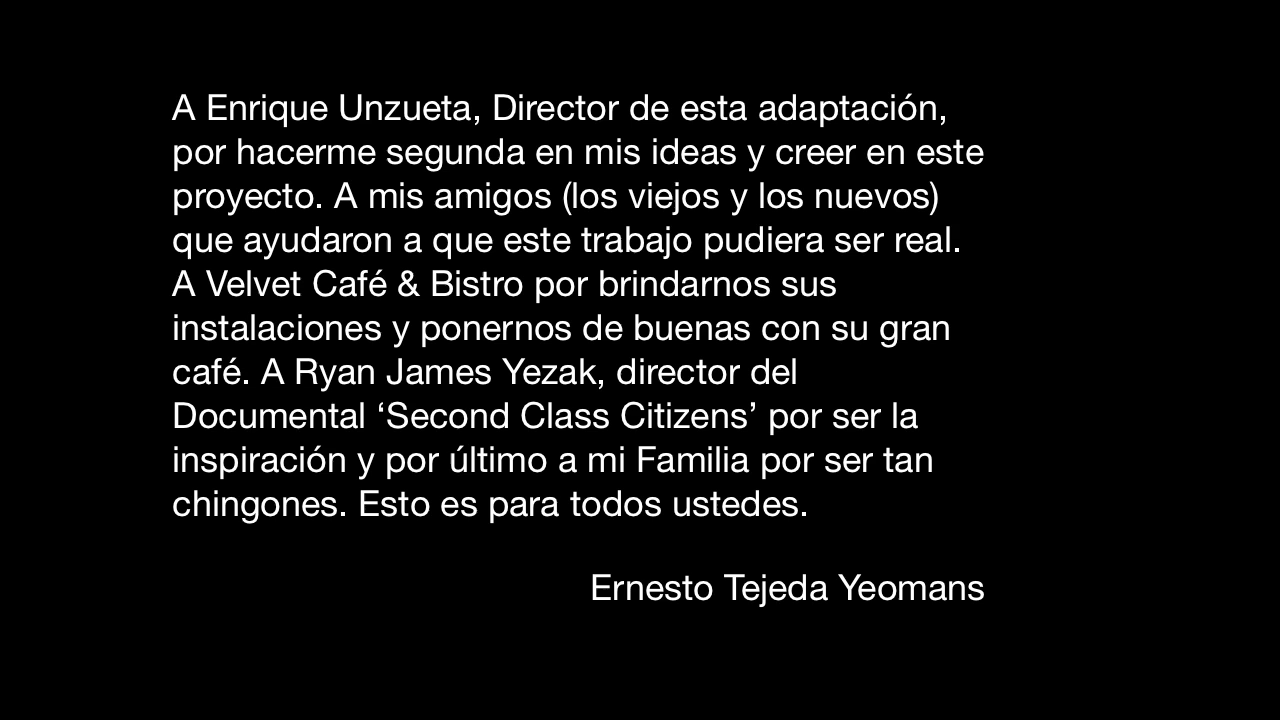 A Enrique Unzueta, Director de esta adaptación,
por hacerme segunda en mis ideas y creer en este
proyecto. A mis amigos (los viejos y los nuevos)
que ayudaron a que este trabajo pudiera ser real.
A Velvet Café & Bistro por brindarnos sus
instalaciones y ponernos de buenas con su gran
café. A Ryan James Yezak, director del
Documental ‘Second Class Citizens’ por ser la
inspiración y por último a mi Familia por ser tan
chingones. Esto es para todos ustedes.
Ernesto Tejeda Yeomans